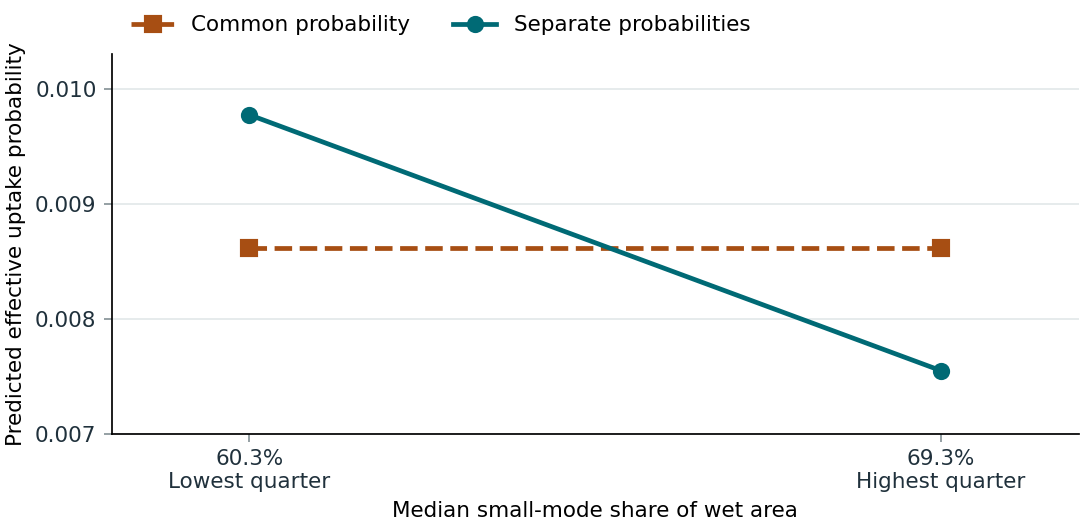 Common probability
Separate probabilities
Predicted effective uptake probability
0.010
0.009
0.008
0.007
60.3%
Lowest quarter
69.3%
Highest quarter
Median small-mode share of wet area